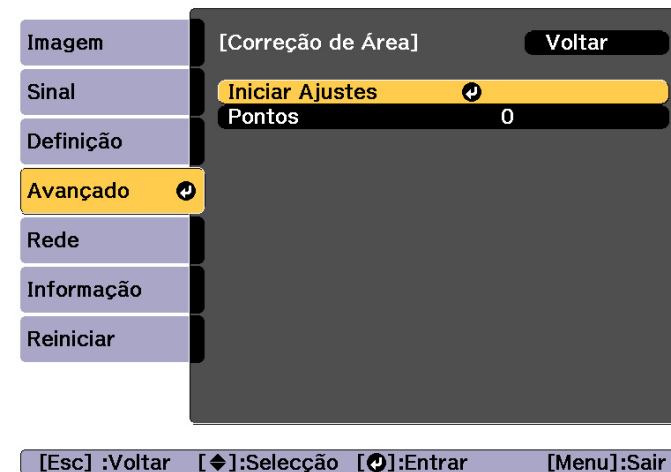 Imagem
Sinal
Definição
Avançado
Rede
Informação
Reiniciar
[Correção de Área]
Voltar
Iniciar Ajustes
Pontos 0
[Esc] :Voltar []:Selecção []:Entrar [Menu]:Sair